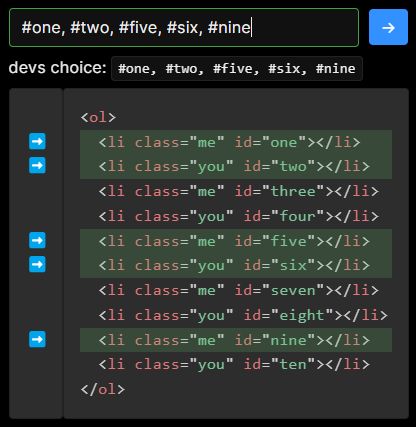 #one, #two, #five, #six, #nine
devs choice: #one, #two, #five, #six, #nine
<ol>
<li class="me" id="one"></li>
<li class="you" id="two"></li>
<li class="me" id="three"></li>
<li class="you" id="four"></li>
<li class="me" id="five"></li>
<li class="you" id="six"></li>
<li class="me" id="seven"></li>
<li class="you" id="eight"></li>
<li class="me" id="nine"></li>
<li class="you" id="ten"></li>
</ol>